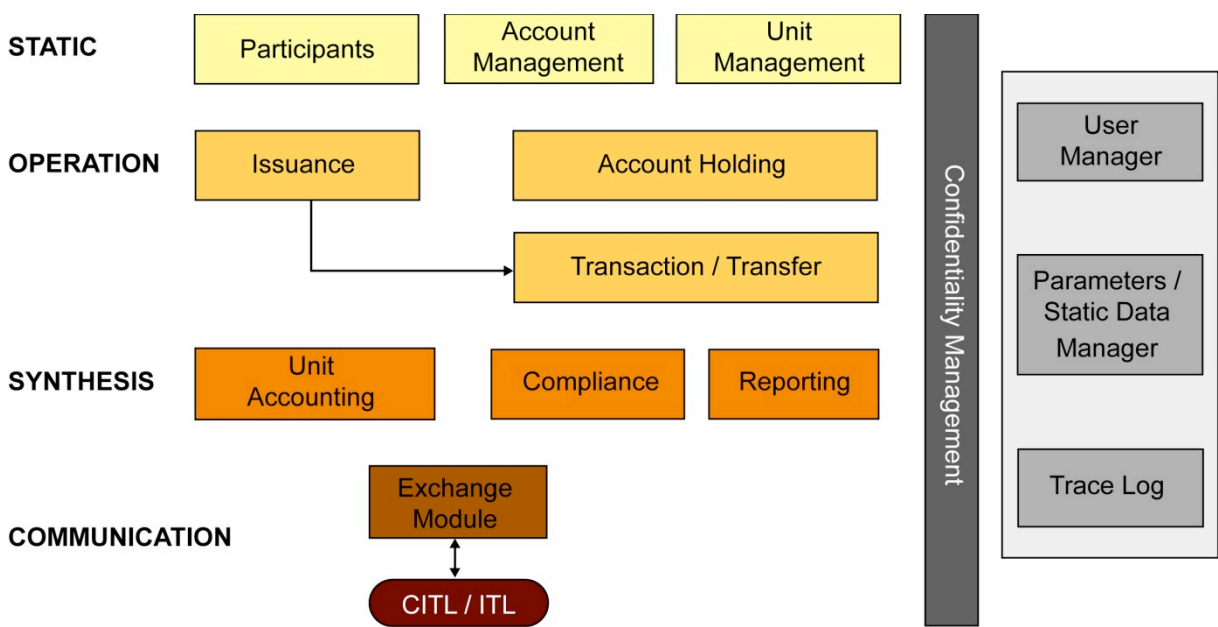 STATIC
Participants
Account
Management
Unit
Management
OPERATION
Issuance
Account Holding
Transaction / Transfer
SYNTHESIS
Unit
Accounting
Compliance
Reporting
COMMUNICATION
Exchange
Module
CITL / ITL
Confidentiality Management
User
Manager
Parameters /
Static Data
Manager
Trace Log